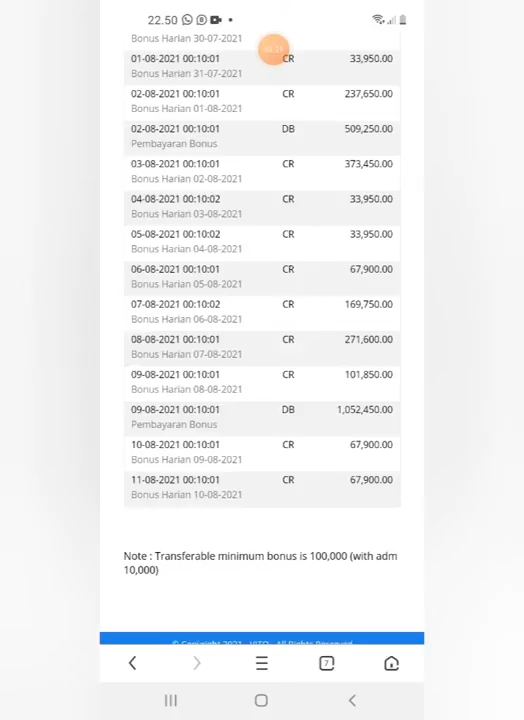 22.50
Bonus Harian 30-07-2021
01-08-2021 00:10:01 CR 33,950.00
Bonus Harian 31-07-2021
02-08-2021 00:10:01 CR 237,650.00
Bonus Harian 01-08-2021
02-08-2021 00:10:01 DB 509,250.00
Pembayaran Bonus
03-08-2021 00:10:01 CR 373,450.00
Bonus Harian 02-08-2021
04-08-2021 00:10:02 CR 33,950.00
Bonus Harian 03-08-2021
05-08-2021 00:10:02 CR 33,950.00
Bonus Harian 04-08-2021
06-08-2021 00:10:01 CR 67,900.00
Bonus Harian 05-08-2021
07-08-2021 00:10:02 CR 169,750.00
Bonus Harian 06-08-2021
08-08-2021 00:10:01 CR 271,600.00
Bonus Harian 07-08-2021
09-08-2021 00:10:01 CR 101,850.00
Bonus Harian 08-08-2021
09-08-2021 00:10:01 DB 1,052,450.00
Pembayaran Bonus
10-08-2021 00:10:01 CR 67,900.00
Bonus Harian 09-08-2021
11-08-2021 00:10:01 CR 67,900.00
Bonus Harian 10-08-2021
Note : Transferable minimum bonus is 100,000 (with adm
10,000)
© Copyright 2021 - VITO - All Rights Reserved
7